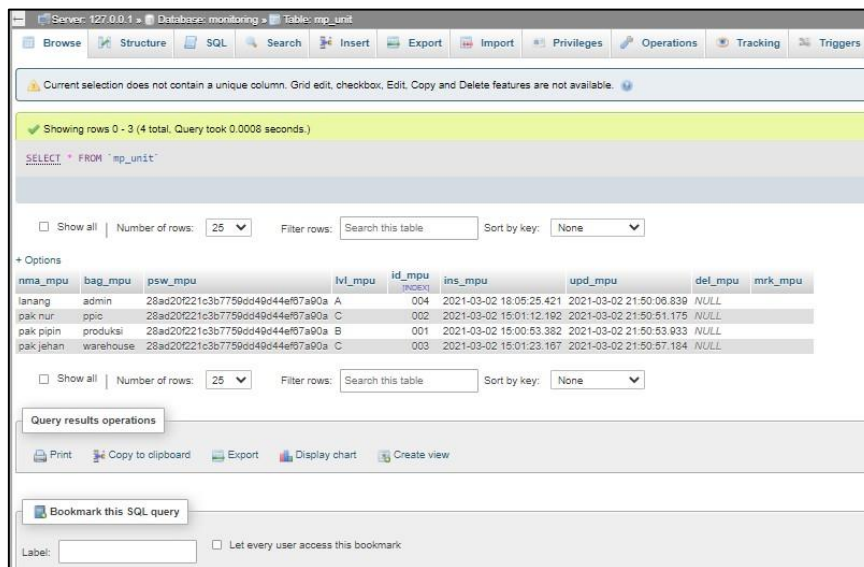 Server: 127.0.0.1 » Database: monitoring » Table: mp_unit
Browse Structure SQL Search Insert Export Import Privileges Operations Tracking Triggers
Current selection does not contain a unique column. Grid edit, checkbox, Edit, Copy and Delete features are not available.
Showing rows 0 - 3 (4 total, Query took 0.0008 seconds.)
SELECT * FROM `mp_unit`
Show all | Number of rows: 25 Filter rows: Search this table Sort by key: None
+ Options
nma_mpu bag_mpu psw_mpu lvl_mpu id_mpu [INDEX] ins_mpu upd_mpu del_mpu mrk_mpu
lanang admin 28ad20f221c3b7759dd49d44ef67a90a A 004 2021-03-02 18:05:25.421 2021-03-02 21:50:06.839 NULL
pak nur ppic 28ad20f221c3b7759dd49d44ef67a90a C 002 2021-03-02 15:01:12.192 2021-03-02 21:50:51.175 NULL
pak pipin produksi 28ad20f221c3b7759dd49d44ef67a90a B 001 2021-03-02 15:00:53.382 2021-03-02 21:50:53.933 NULL
pak jehan warehouse 28ad20f221c3b7759dd49d44ef67a90a C 003 2021-03-02 15:01:23.167 2021-03-02 21:50:57.184 NULL
Show all | Number of rows: 25 Filter rows: Search this table Sort by key: None
Query results operations
Print Copy to clipboard Export Display chart Create view
Bookmark this SQL query
Label: Let every user access this bookmark